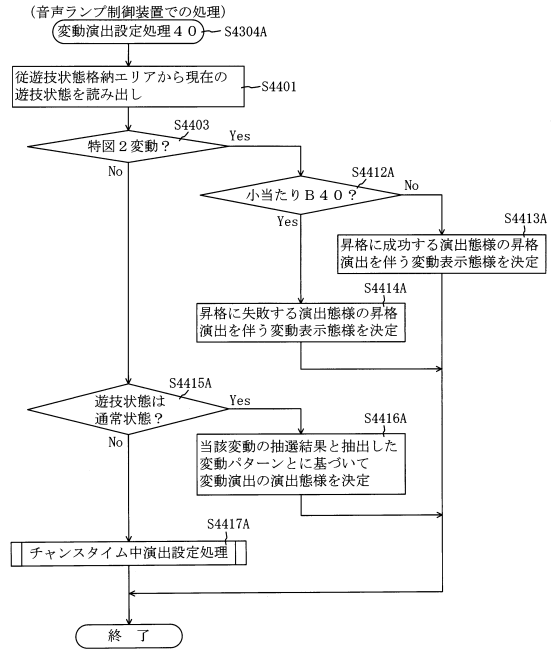 (音声ランプ制御装置での処理)
変動演出設定処理40
S4304A
従遊技状態格納エリアから現在の
遊技状態を読み出し
S4401
S4403
特図2変動?
Yes
No
S4412A
小当たりB40?
No
Yes
S4413A
昇格に成功する演出態様の昇格
演出を伴う変動表示態様を決定
S4414A
昇格に失敗する演出態様の昇格
演出を伴う変動表示態様を決定
S4415A
遊技状態は
通常状態?
Yes
No
S4416A
当該変動の抽選結果と抽出した
変動パターンとに基づいて
変動演出の演出態様を決定
S4417A
チャンスタイム中演出設定処理
終 了